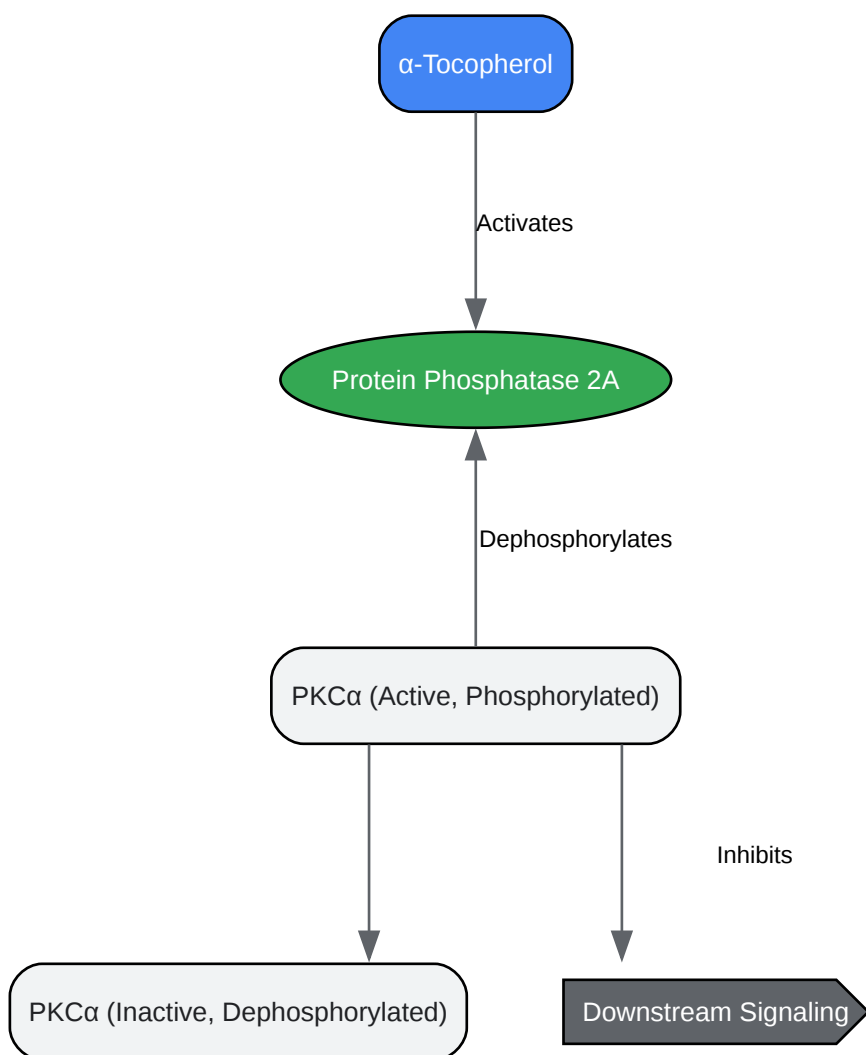 α-Tocopherol
Activates
Protein Phosphatase 2A
Dephosphorylates
PKCα (Active, Phosphorylated)
Inhibits
PKCα (Inactive, Dephosphorylated)
Downstream Signaling